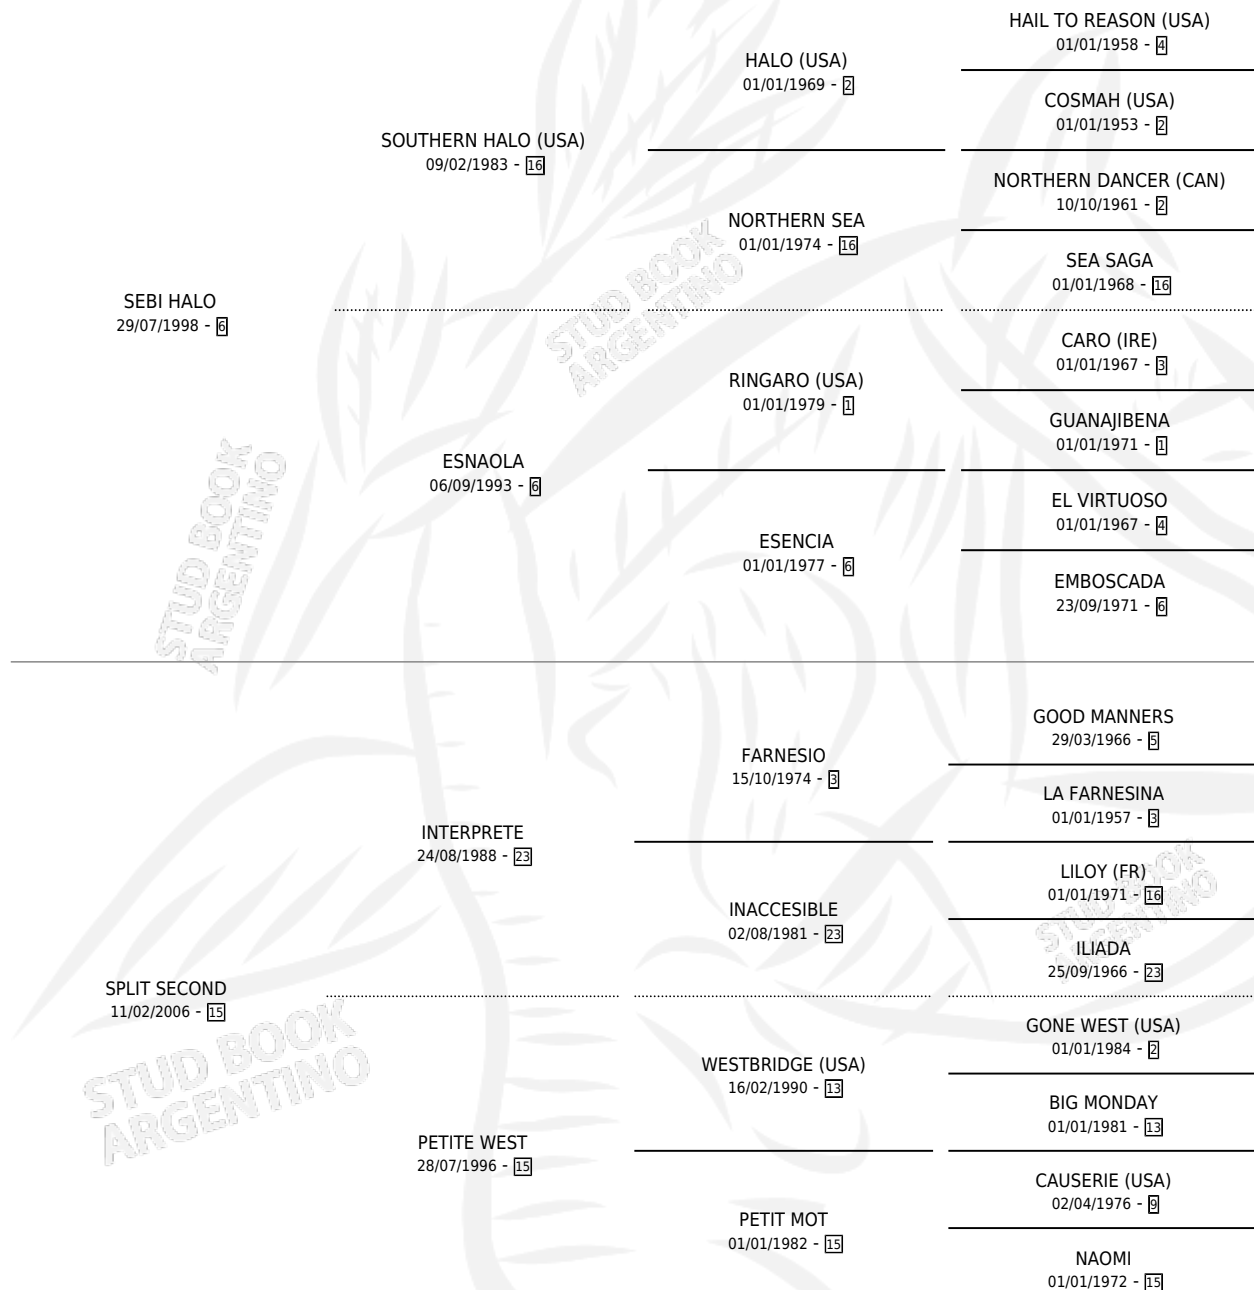 HAIL TO REASON (USA)
01/01/1958 - 4
HALO (USA)
01/01/1969 - 2
COSMAH (USA)
01/01/1953 - 2
SOUTHERN HALO (USA)
09/02/1983 - 16
NORTHERN DANCER (CAN)
10/10/1961 - 2
NORTHERN SEA
01/01/1974 - 16
SEA SAGA
01/01/1968 - 16
SEBI HALO
29/07/1998 - 6
CARO (IRE)
01/01/1967 - 3
RINGARO (USA)
01/01/1979 - 1
GUANAJIBENA
01/01/1971 - 1
ESNAOLA
06/09/1993 - 6
EL VIRTUOSO
01/01/1967 - 4
ESENCIA
01/01/1977 - 6
EMBOSCADA
23/09/1971 - 6
GOOD MANNERS
29/03/1966 - 5
FARNESIO
15/10/1974 - 3
LA FARNESINA
01/01/1957 - 3
INTERPRETE
24/08/1988 - 23
LILOY (FR)
01/01/1971 - 16
INACCESIBLE
02/08/1981 - 23
ILIADA
25/09/1966 - 23
SPLIT SECOND
11/02/2006 - 15
GONE WEST (USA)
01/01/1984 - 2
WESTBRIDGE (USA)
16/02/1990 - 13
BIG MONDAY
01/01/1981 - 13
PETITE WEST
28/07/1996 - 15
CAUSERIE (USA)
02/04/1976 - 9
PETIT MOT
01/01/1982 - 15
NAOMI
01/01/1972 - 15
STUD BOOK
ARGENTINO
STUD BOOK
ARGENTINO
STUD BOOK
ARGENTINO
STUD BOOK
ARGENTINO